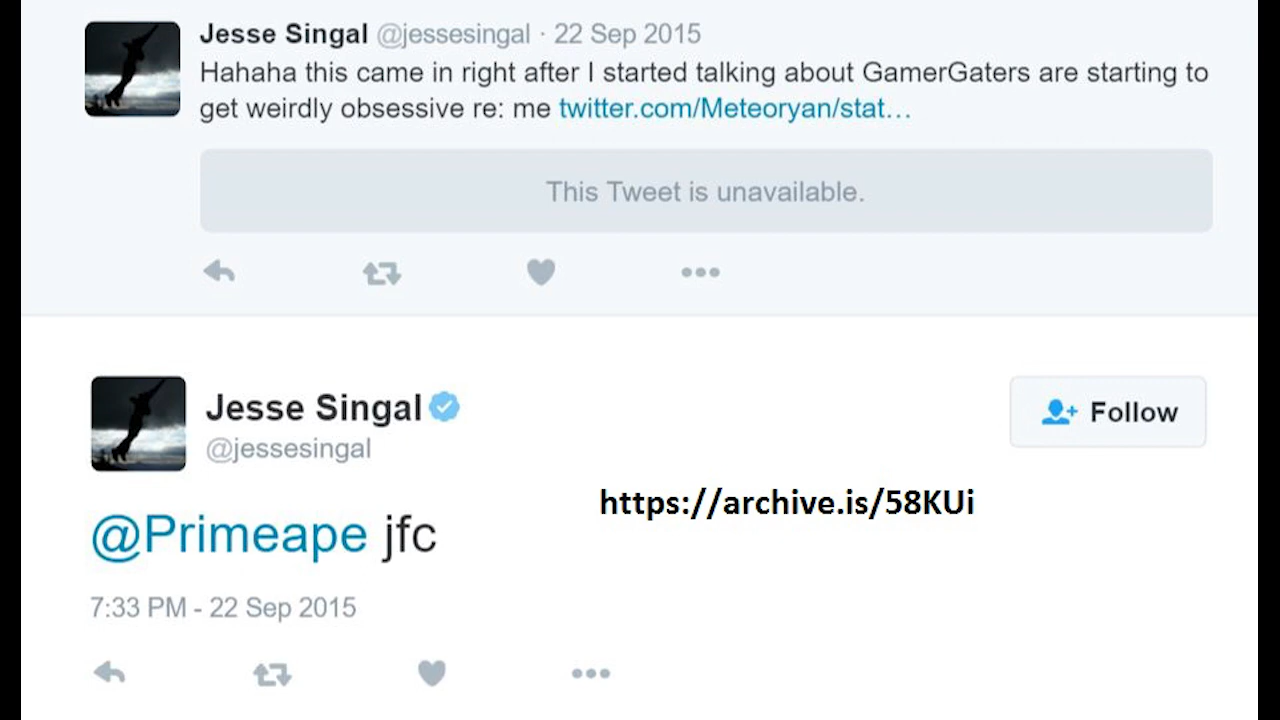 Jesse Singal @jessesingal · 22 Sep 2015
Hahaha this came in right after I started talking about GamerGaters are starting to
get weirdly obsessive re: me twitter.com/Meteoryan/stat…
This Tweet is unavailable.
Jesse Singal
Follow
@jessesingal
https://archive.is/58KUi
@Primeape jfc
7:33 PM - 22 Sep 2015